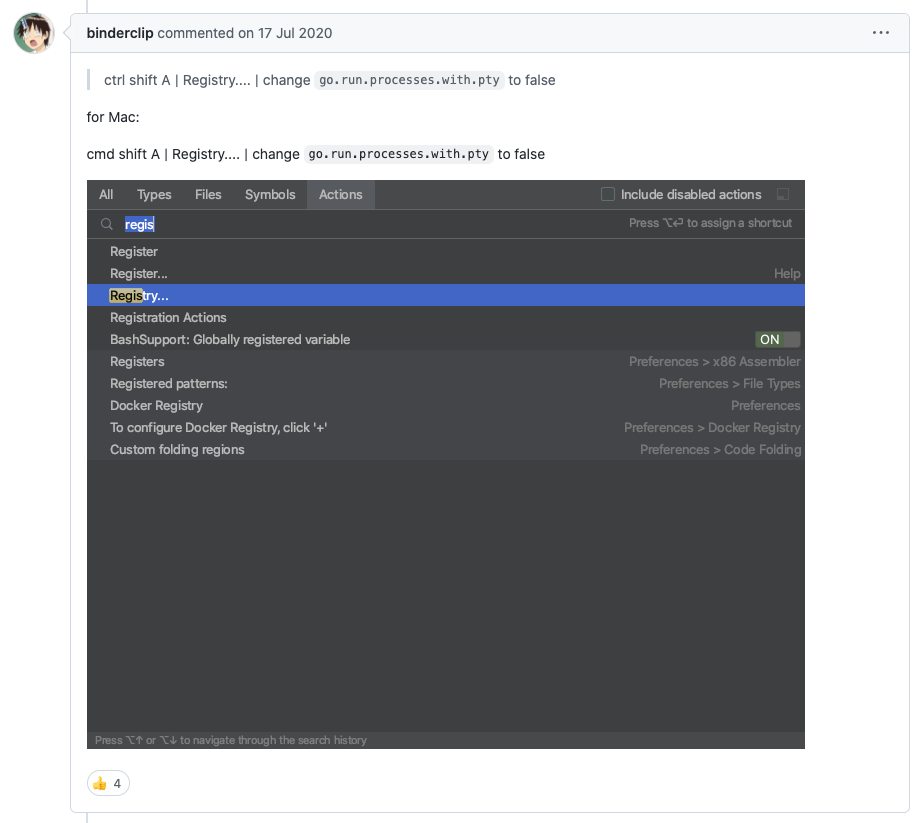 binderclip commented on 17 Jul 2020
ctrl shift A | Registry.... | change go.run.processes.with.pty to false
for Mac:
cmd shift A | Registry.... | change go.run.processes.with.pty to false
All Types Files Symbols Actions Include disabled actions
regis Press ⌥⏎ to assign a shortcut
Register
Register... Help
Registry...
Registration Actions
BashSupport: Globally registered variable ON
Registers Preferences > x86 Assembler
Registered patterns: Preferences > File Types
Docker Registry Preferences
To configure Docker Registry, click '+' Preferences > Docker Registry
Custom folding regions Preferences > Code Folding
Press ⌥↑ or ⌥↓ to navigate through the search history
👍 4